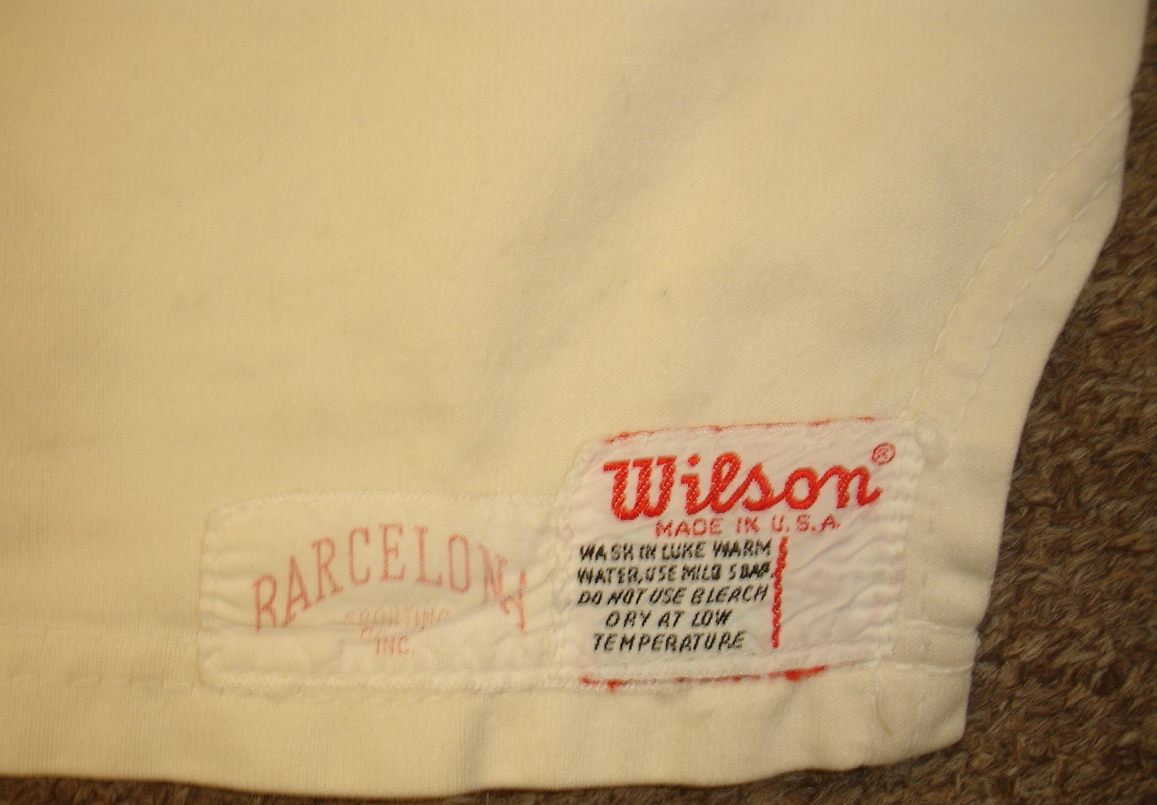 BARCELONA
SPORTING
INC.
Wilson®
MADE IN U.S.A.
WASH IN LUKE WARM
WATER, USE MILD SOAP.
DO NOT USE BLEACH
DRY AT LOW
TEMPERATURE